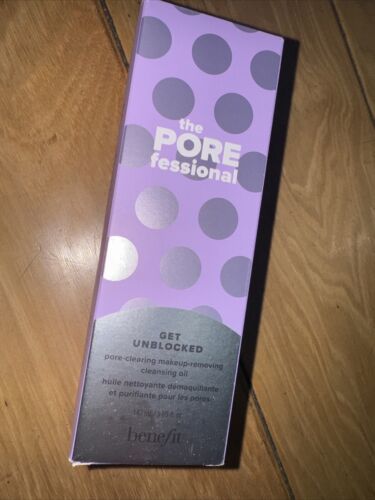 the
PORE
fessional
GET
UNBLOCKED
pore-clearing makeup-removing
cleansing oil
huile nettoyante démaquillante
et purifiante pour les pores
benefit